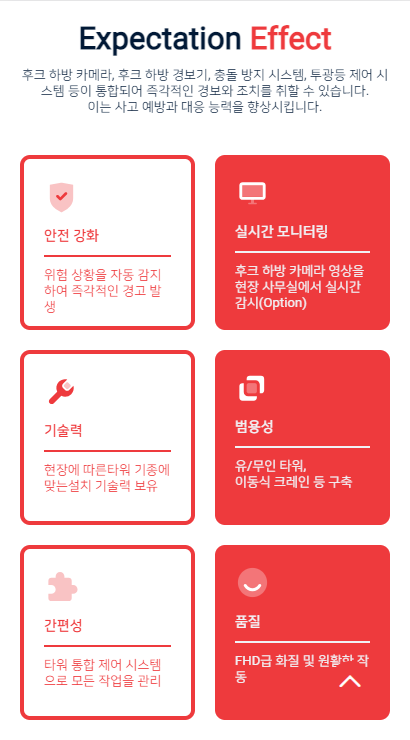 Expectation Effect
후크 하방 카메라, 후크 하방 경보기, 충돌 방지 시스템, 투광등 제어 시
스템 등이 통합되어 즉각적인 경보와 조치를 취할 수 있습니다.
이는 사고 예방과 대응 능력을 향상시킵니다.
안전 강화
위험 상황을 자동 감지
하여 즉각적인 경고 발
생
실시간 모니터링
후크 하방 카메라 영상을
현장 사무실에서 실시간
감시(Option)
기술력
현장에 따른타워 기종에
맞는설치 기술력 보유
범용성
유/무인 타워,
이동식 크레인 등 구축
간편성
타워 통합 제어 시스템
으로 모든 작업을 관리
품질
FHD급 화질 및 원활한 작
동